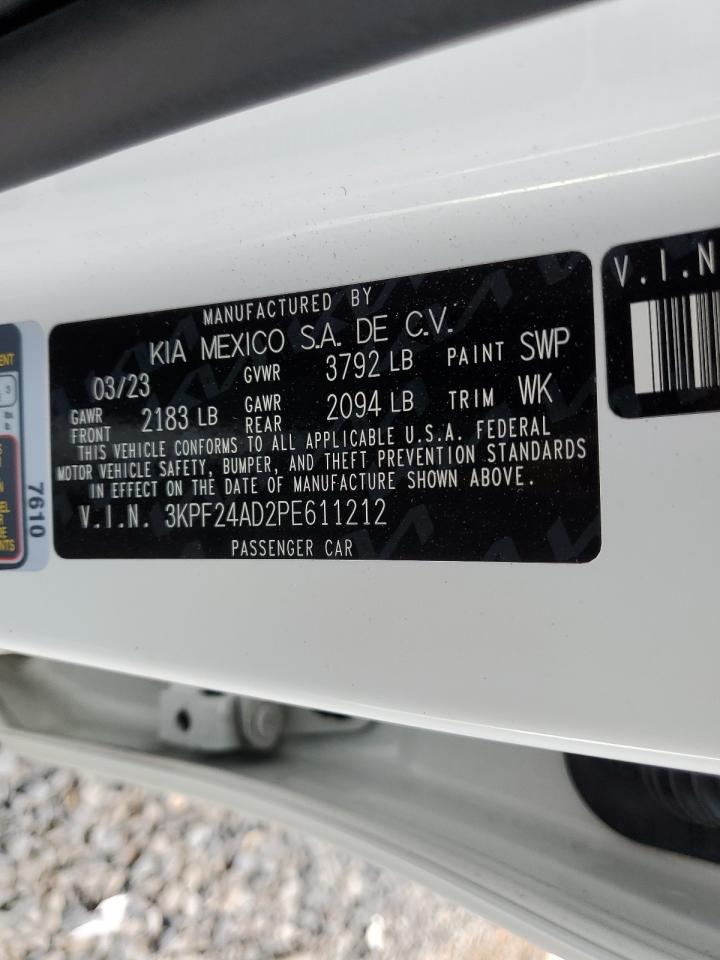 MANUFACTURED BY
KIA MEXICO S.A. DE C.V.
03/23 GVWR 3792 LB PAINT SWP
GAWR FRONT 2183 LB GAWR REAR 2094 LB TRIM WK
THIS VEHICLE CONFORMS TO ALL APPLICABLE U.S.A. FEDERAL
MOTOR VEHICLE SAFETY, BUMPER, AND THEFT PREVENTION STANDARDS
IN EFFECT ON THE DATE OF MANUFACTURE SHOWN ABOVE.
V.I.N. 3KPF24AD2PE611212
PASSENGER CAR
V.I.N
7610